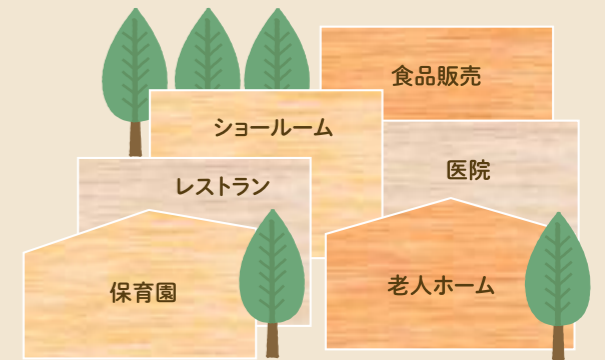 食品販売
ショールーム
医院
レストラン
老人ホーム
保育園